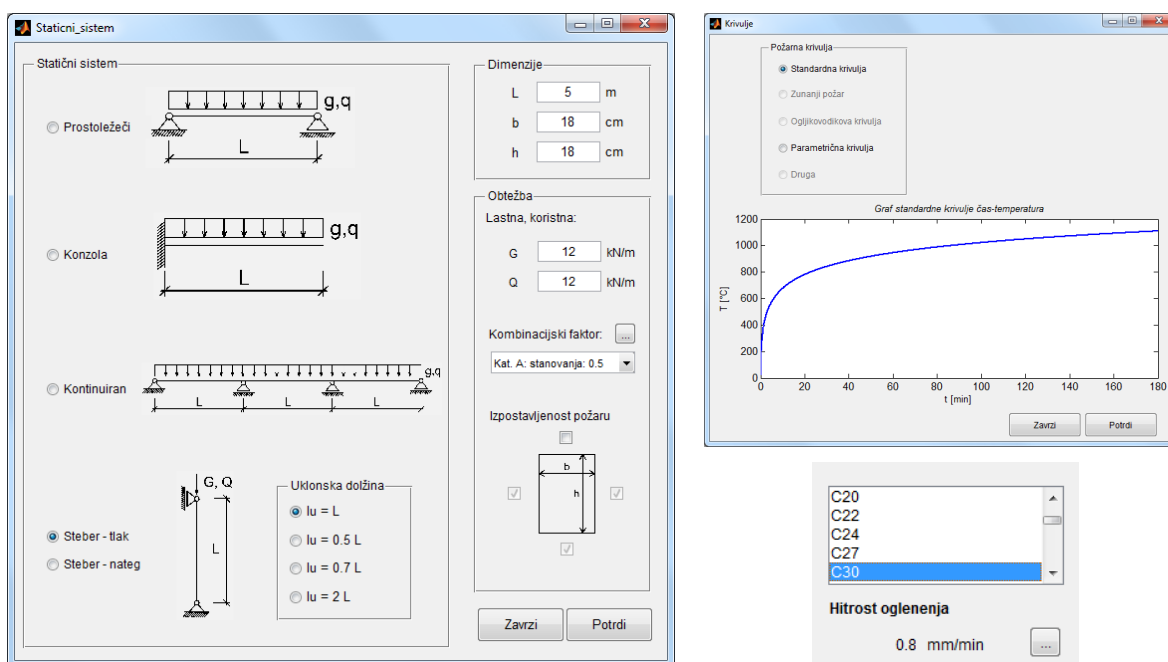 Staticni_sistem
Statični sistem
Prostoležeči
g,q
L
Konzola
g,q
L
Kontinuiran
g,q
L L L
Steber - tlak
Steber - nateg
G, Q
L
Uklonska dolžina
lu = L
lu = 0.5 L
lu = 0.7 L
lu = 2 L
Dimenzije
L 5 m
b 18 cm
h 18 cm
Obtežba
Lastna, koristna:
G 12 kN/m
Q 12 kN/m
Kombinacijski faktor: ...
Kat. A: stanovanja: 0.5
Izpostavljenost požaru
b
h
Zavrzi Potrdi
Krivulje
Požarna krivulja
Standardna krivulja
Zunanji požar
Ogljikovodikova krivulja
Parametrična krivulja
Druga
Graf standardne krivulje čas-temperatura
1200
1000
800
600
400
200
0
T [°C]
0 20 40 60 80 100 120 140 160 180
t [min]
Zavrzi Potrdi
C20
C22
C24
C27
C30
Hitrost oglenenja
0.8 mm/min ...